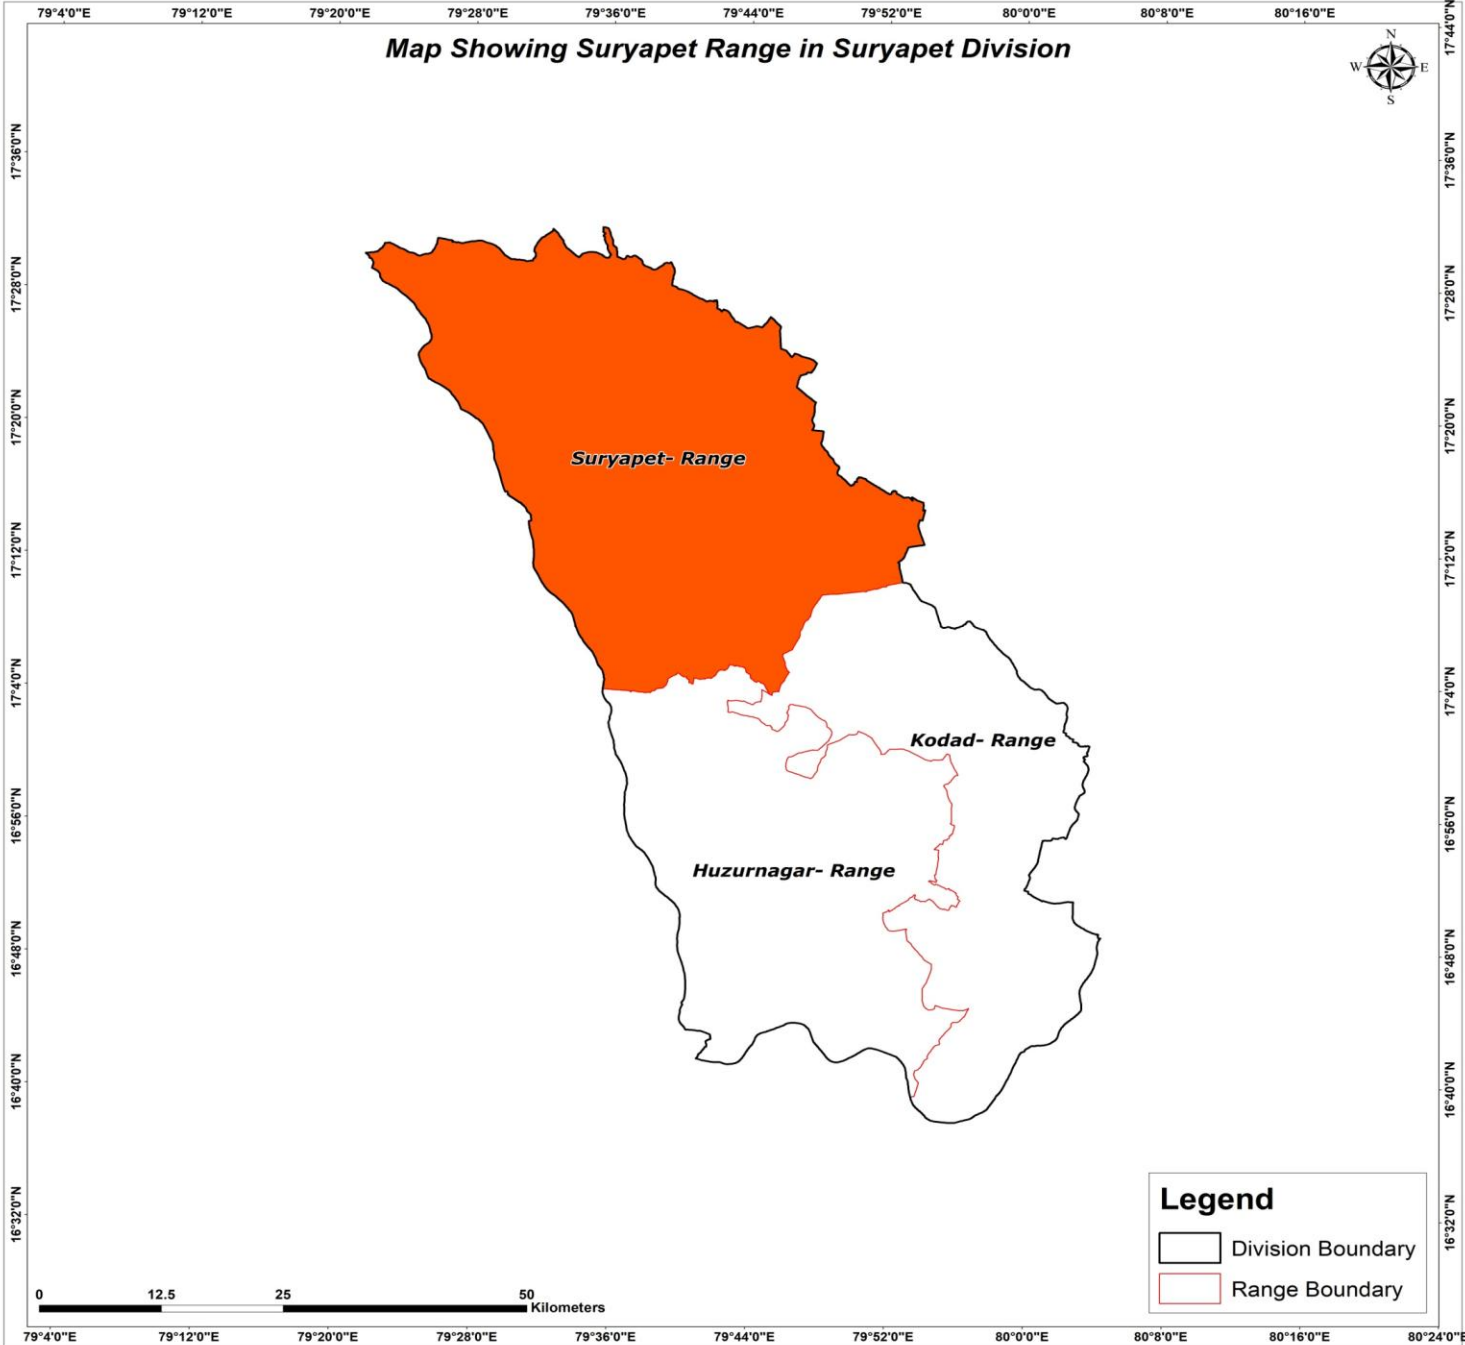 79°4'0"E 79°12'0"E 79°20'0"E 79°28'0"E 79°36'0"E 79°44'0"E 79°52'0"E 80°0'0"E 80°8'0"E 80°16'0"E
Map Showing Suryapet Range in Suryapet Division
N
W E
S
17°44'0"N
17°36'0"N 17°36'0"N
17°28'0"N 17°28'0"N
17°20'0"N 17°20'0"N
Suryapet- Range
17°12'0"N 17°12'0"N
17°4'0"N 17°4'0"N
Kodad- Range
16°56'0"N 16°56'0"N
Huzurnagar- Range
16°48'0"N 16°48'0"N
16°40'0"N 16°40'0"N
16°32'0"N 16°32'0"N
Legend
Division Boundary
Range Boundary
0 12.5 25 50
Kilometers
79°4'0"E 79°12'0"E 79°20'0"E 79°28'0"E 79°36'0"E 79°44'0"E 79°52'0"E 80°0'0"E 80°8'0"E 80°16'0"E 80°24'0"E